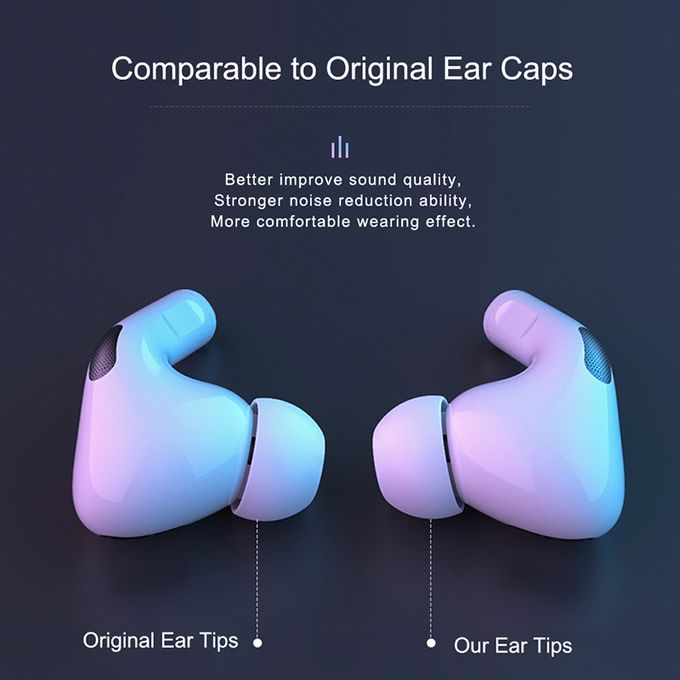 Comparable to Original Ear Caps
Better improve sound quality,
Stronger noise reduction ability,
More comfortable wearing effect.
Original Ear Tips
Our Ear Tips